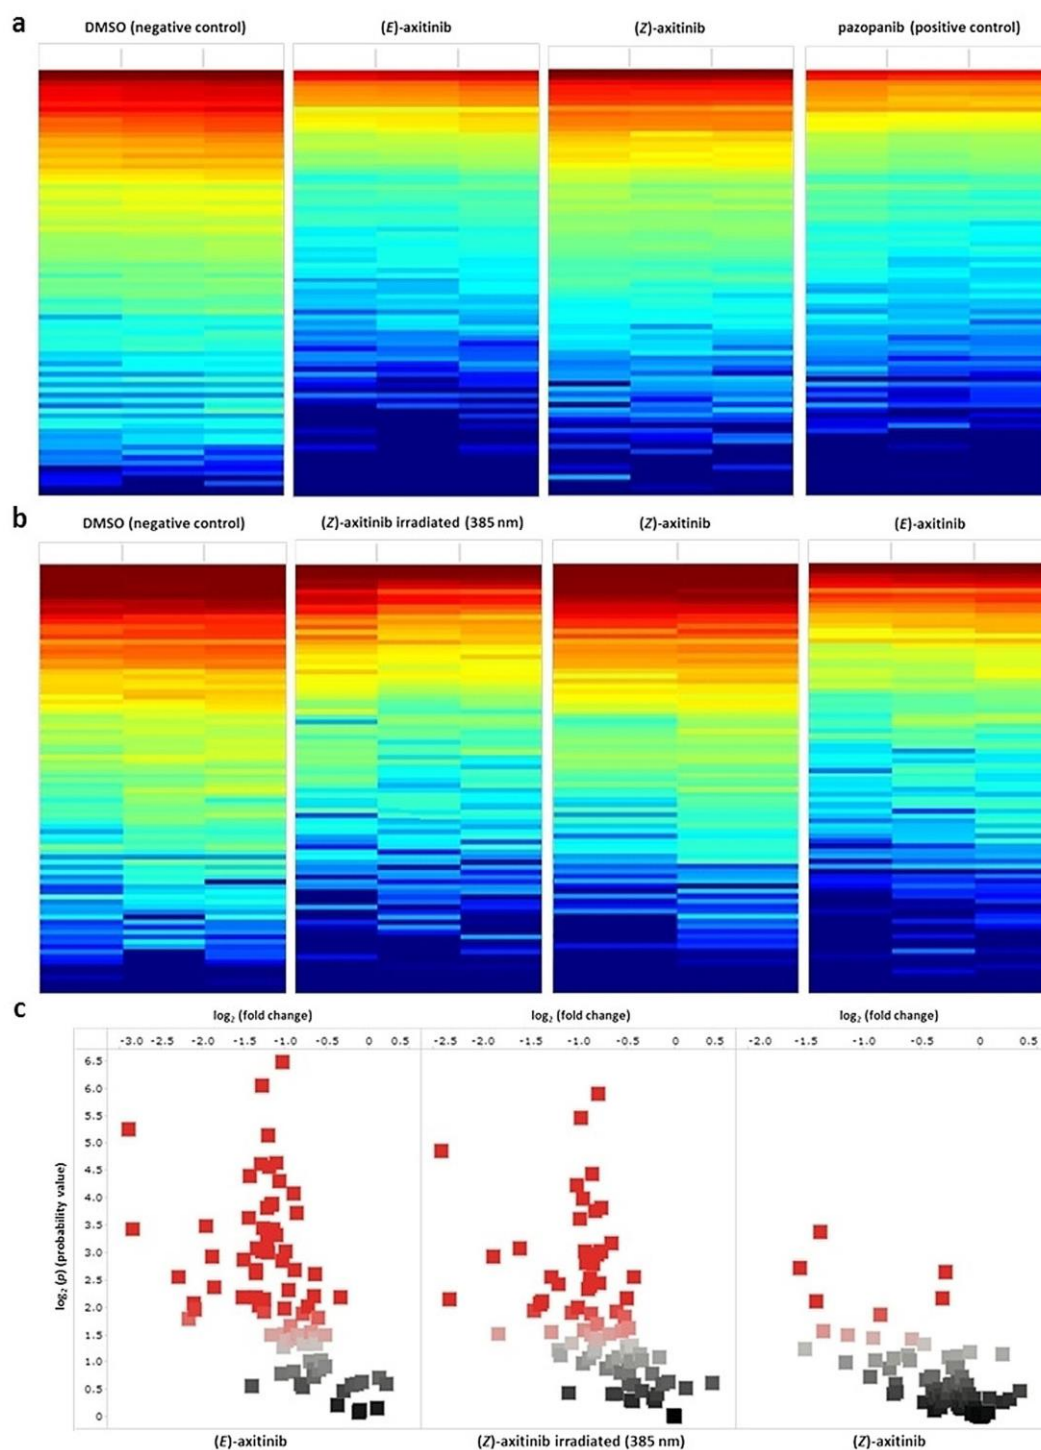 a
DMSO (negative control) (E)-axitinib (Z)-axitinib pazopanib (positive control)
b
DMSO (negative control) (Z)-axitinib irradiated (385 nm) (Z)-axitinib (E)-axitinib
c
log₂ (fold change) log₂ (fold change) log₂ (fold change)
-3.0 -2.5 -2.0 -1.5 -1.0 -0.5 0 0.5 -2.5 -2.0 -1.5 -1.0 -0.5 0 0.5 -2.0 -1.5 -1.0 -0.5 0 0.5
6.5
6.0
5.5
5.0
4.5
4.0
3.5
3.0
2.5
2.0
1.5
1.0
0.5
0
log₂ (p) (probability value)
(E)-axitinib (Z)-axitinib irradiated (385 nm) (Z)-axitinib